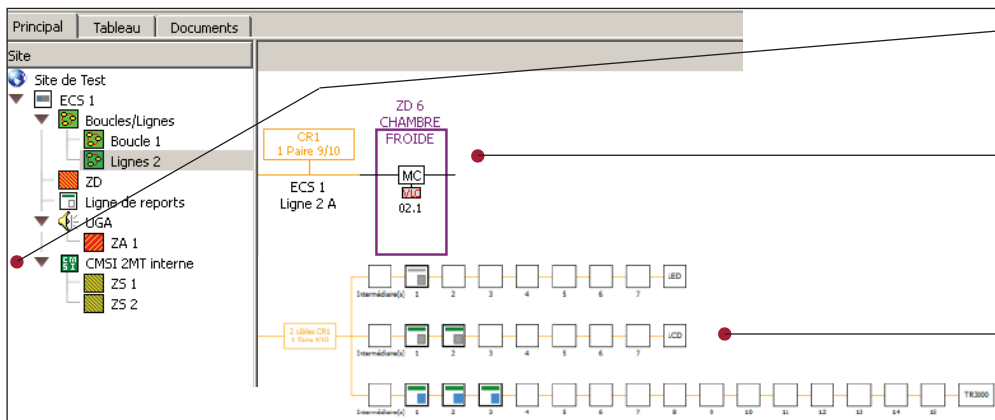 Principal Tableau Documents
Site
Site de Test
ECS 1
Boucles/Lignes
Boucle 1
Lignes 2
ZD
Ligne de reports
UGA
ZA 1
CMSI 2MT interne
ZS 1
ZS 2
ZD 6
CHAMBRE
FROIDE
CR1
1 Paire 9/10
MC
ECS 1
Ligne 2 A
02.1
LED
Intermédiaire(s) 1 2 3 4 5 6 7
2 câbles CR1
1 Paire 9/10
LCD
Intermédiaire(s) 1 2 3 4 5 6 7
TR3100
Intermédiaire(s) 1 2 3 4 5 6 7 8 9 10 11 12 13 14 15